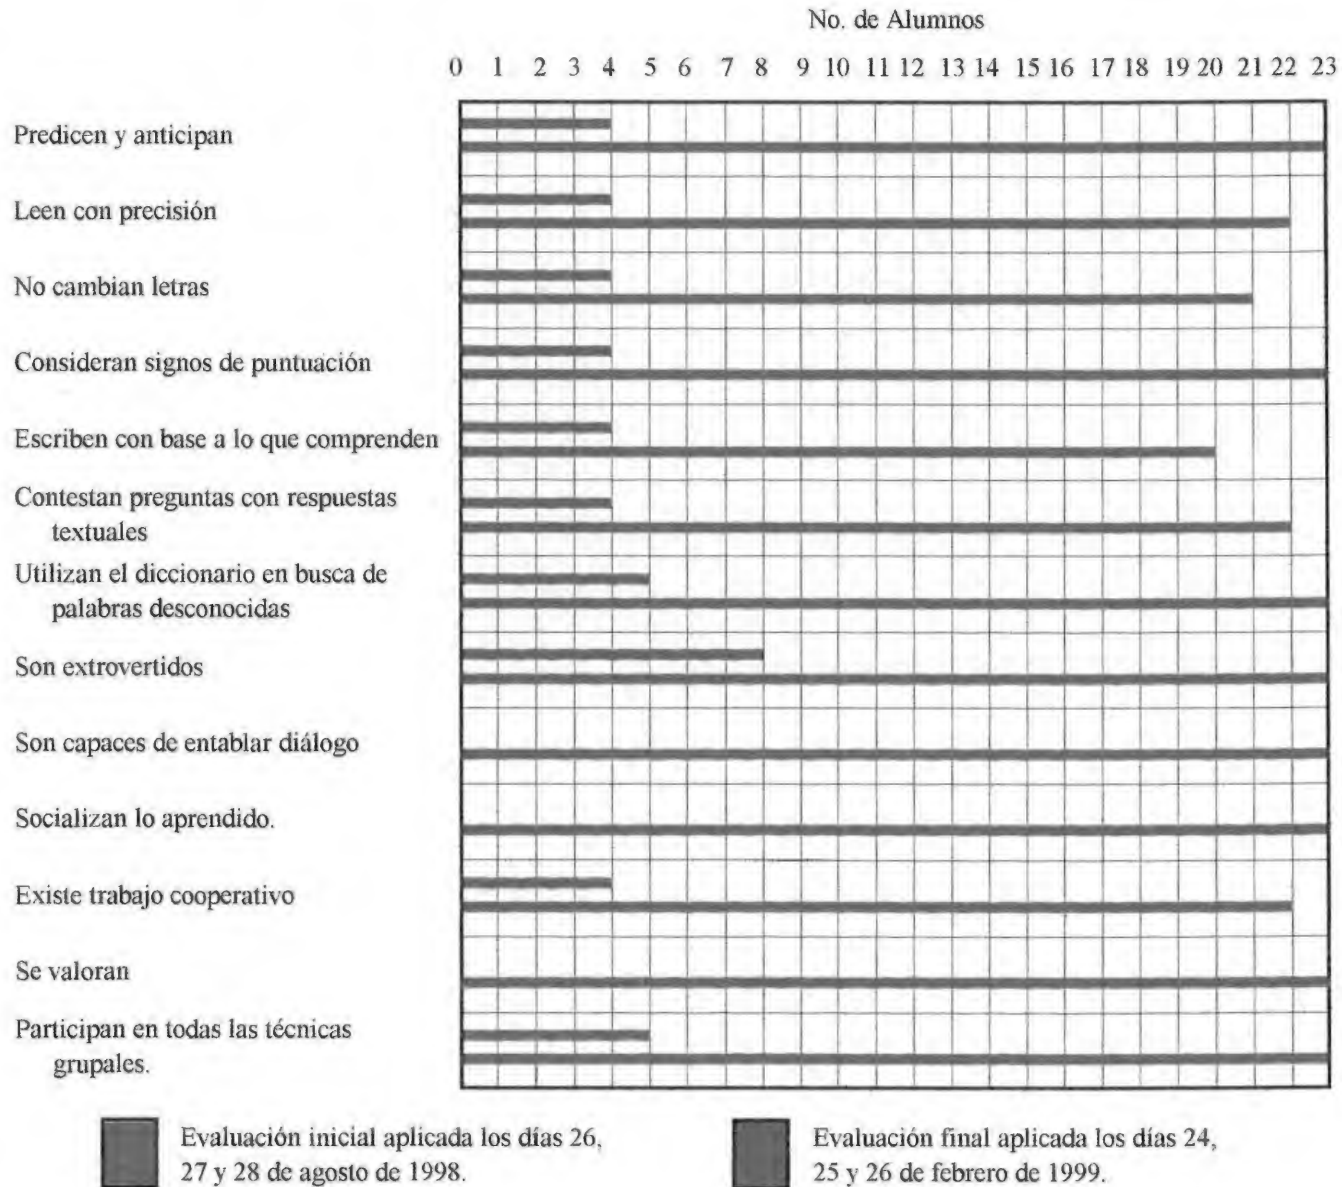 No. de Alumnos
0 1 2 3 4 5 6 7 8 9 10 11 12 13 14 15 16 17 18 19 20 21 22 23
Predicen y anticipan
Leen con precisión
No cambian letras
Consideran signos de puntuación
Escriben con base a lo que comprenden
Contestan preguntas con respuestas
textuales
Utilizan el diccionario en busca de
palabras desconocidas
Son extrovertidos
Son capaces de entablar diálogo
Socializan lo aprendido.
Existe trabajo cooperativo
Se valoran
Participan en todas las técnicas
grupales.
Evaluación inicial aplicada los días 26,
27 y 28 de agosto de 1998.
Evaluación final aplicada los días 24,
25 y 26 de febrero de 1999.